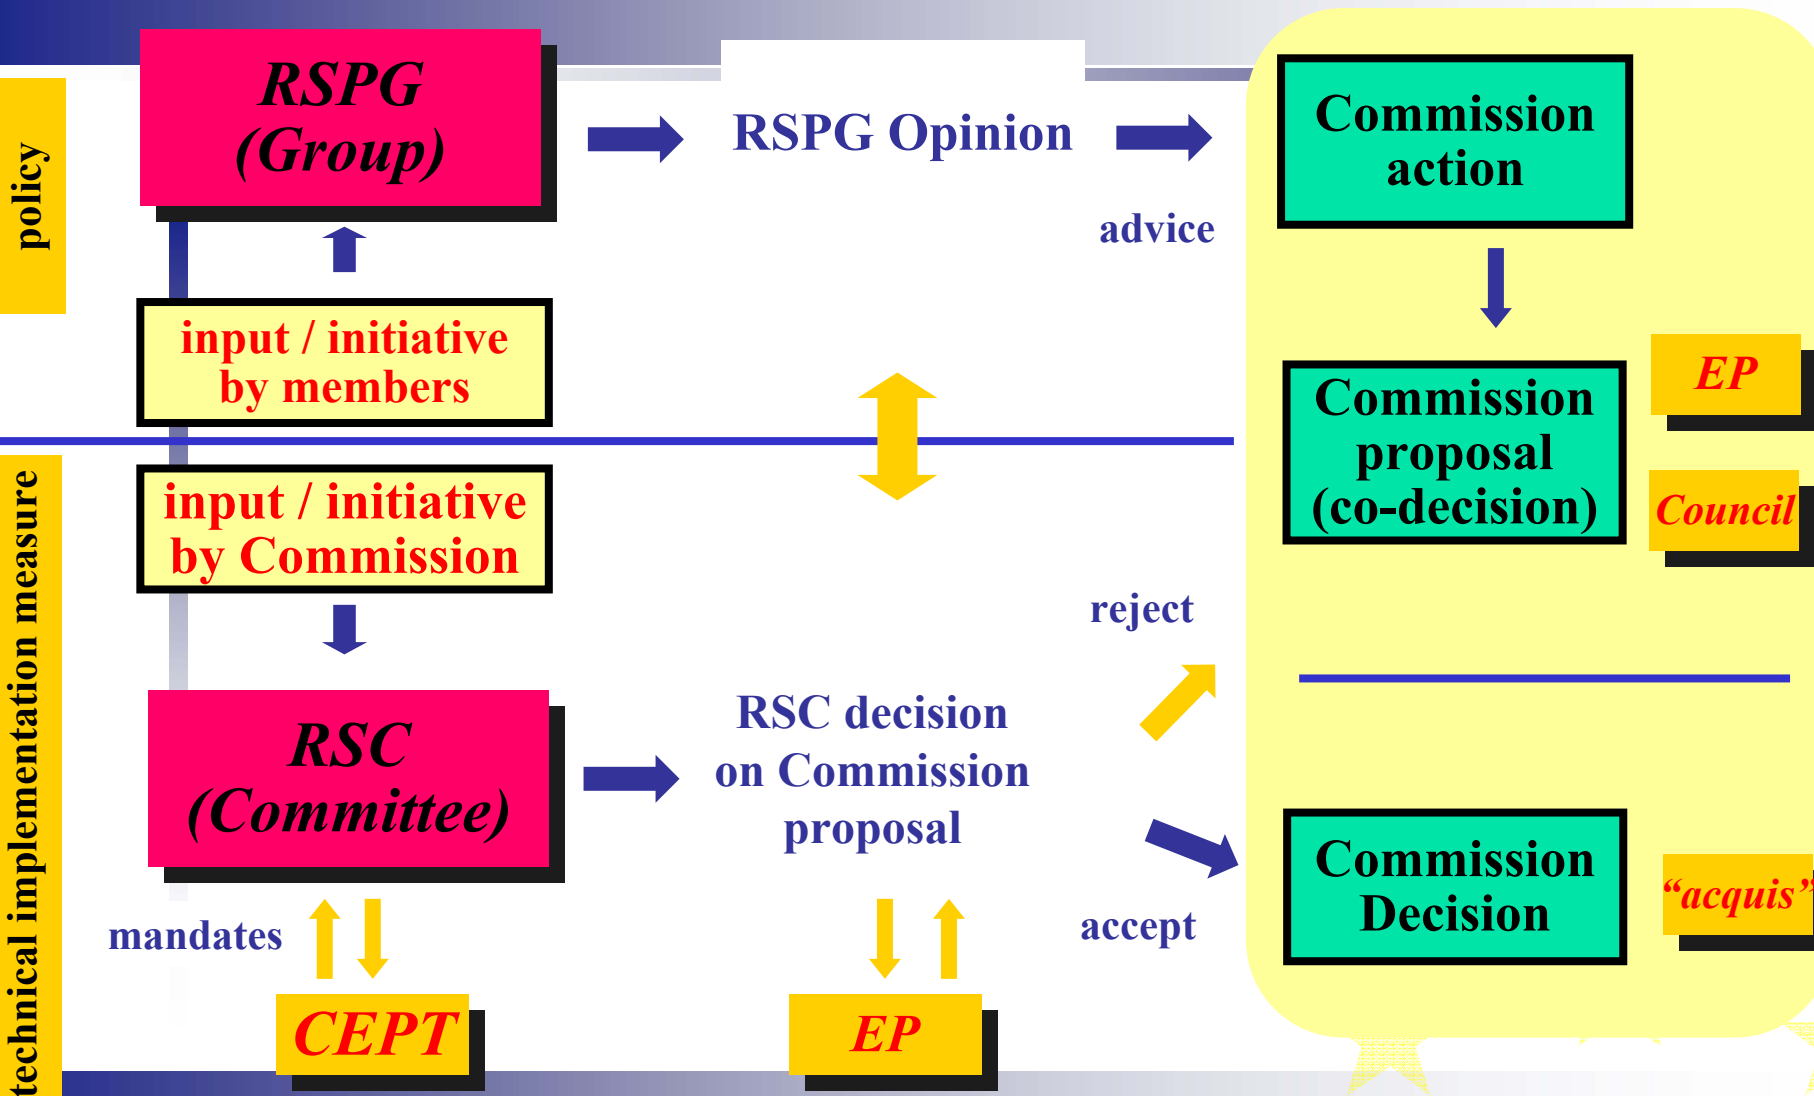 policy
RSPG
(Group)
RSPG Opinion
advice
Commission
action
input / initiative
by members
Commission
proposal
(co-decision)
EP
Council
technical implementation measure
input / initiative
by Commission
RSC
(Committee)
RSC decision
on Commission
proposal
reject
accept
Commission
Decision
“acquis”
mandates
CEPT
EP